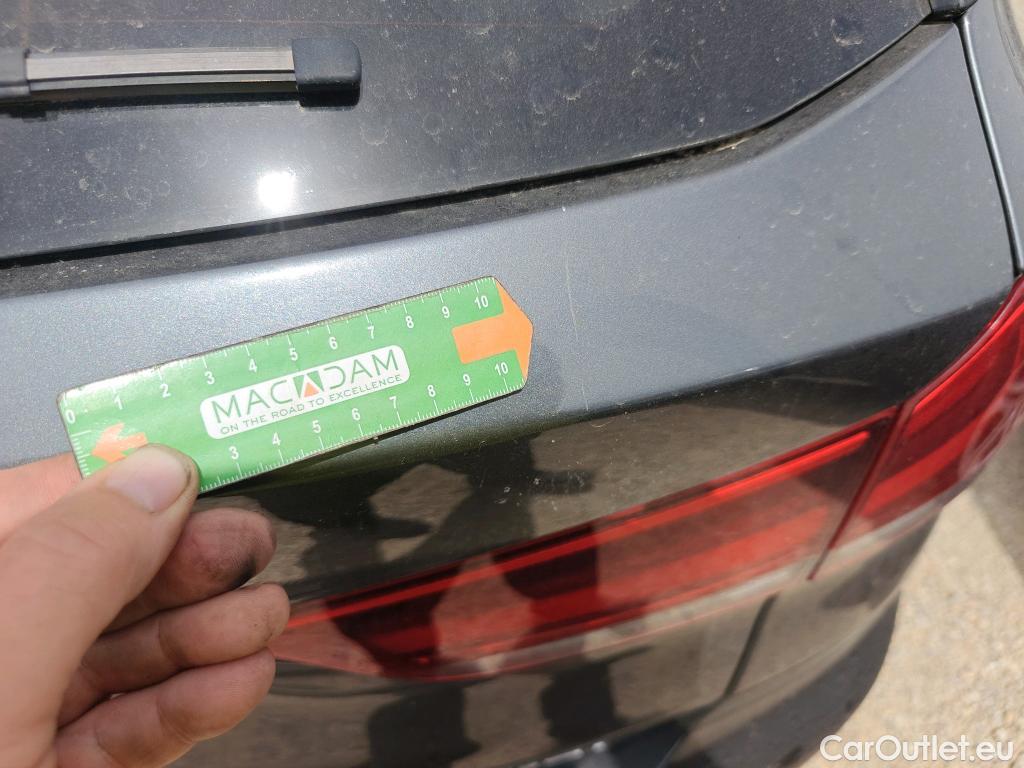 0 1 2 3 4 5 6 7 8 9 10
MACADAM
ON THE ROAD TO EXCELLENCE
3 4 5 6 7 8 9 10
CarOutlet.eu